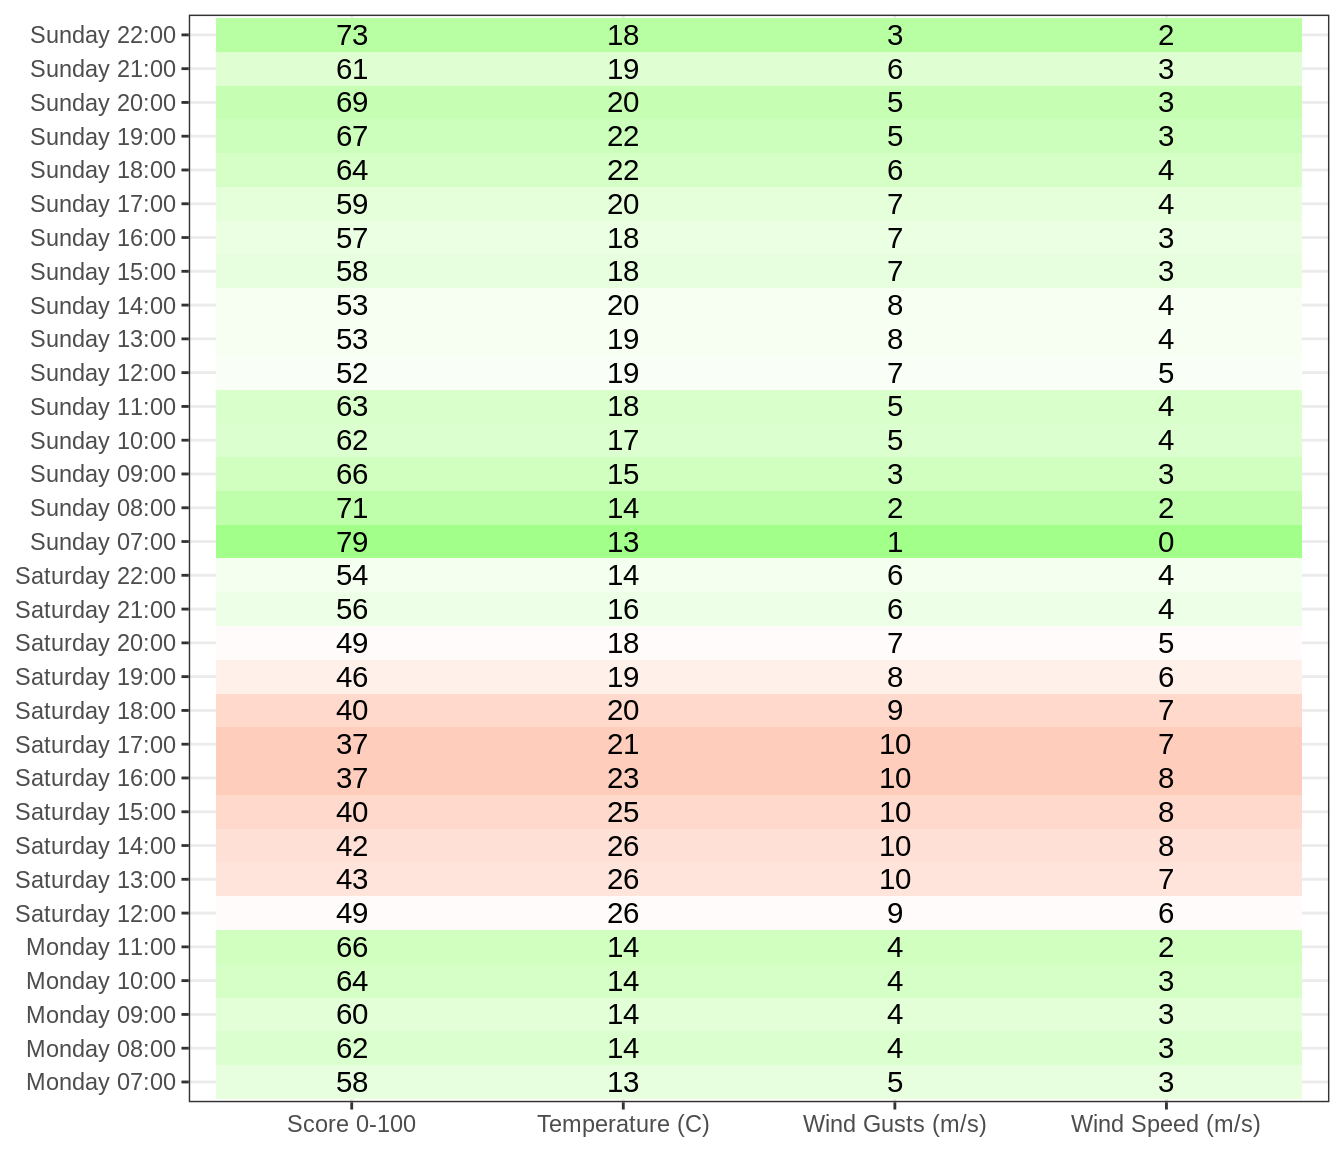 Sunday 22:00 73 18 3 2
Sunday 21:00 61 19 6 3
Sunday 20:00 69 20 5 3
Sunday 19:00 67 22 5 3
Sunday 18:00 64 22 6 4
Sunday 17:00 59 20 7 4
Sunday 16:00 57 18 7 3
Sunday 15:00 58 18 7 3
Sunday 14:00 53 20 8 4
Sunday 13:00 53 19 8 4
Sunday 12:00 52 19 7 5
Sunday 11:00 63 18 5 4
Sunday 10:00 62 17 5 4
Sunday 09:00 66 15 3 3
Sunday 08:00 71 14 2 2
Sunday 07:00 79 13 1 0
Saturday 22:00 54 14 6 4
Saturday 21:00 56 16 6 4
Saturday 20:00 49 18 7 5
Saturday 19:00 46 19 8 6
Saturday 18:00 40 20 9 7
Saturday 17:00 37 21 10 7
Saturday 16:00 37 23 10 8
Saturday 15:00 40 25 10 8
Saturday 14:00 42 26 10 8
Saturday 13:00 43 26 10 7
Saturday 12:00 49 26 9 6
Monday 11:00 66 14 4 2
Monday 10:00 64 14 4 3
Monday 09:00 60 14 4 3
Monday 08:00 62 14 4 3
Monday 07:00 58 13 5 3
Score 0-100 Temperature (C) Wind Gusts (m/s) Wind Speed (m/s)